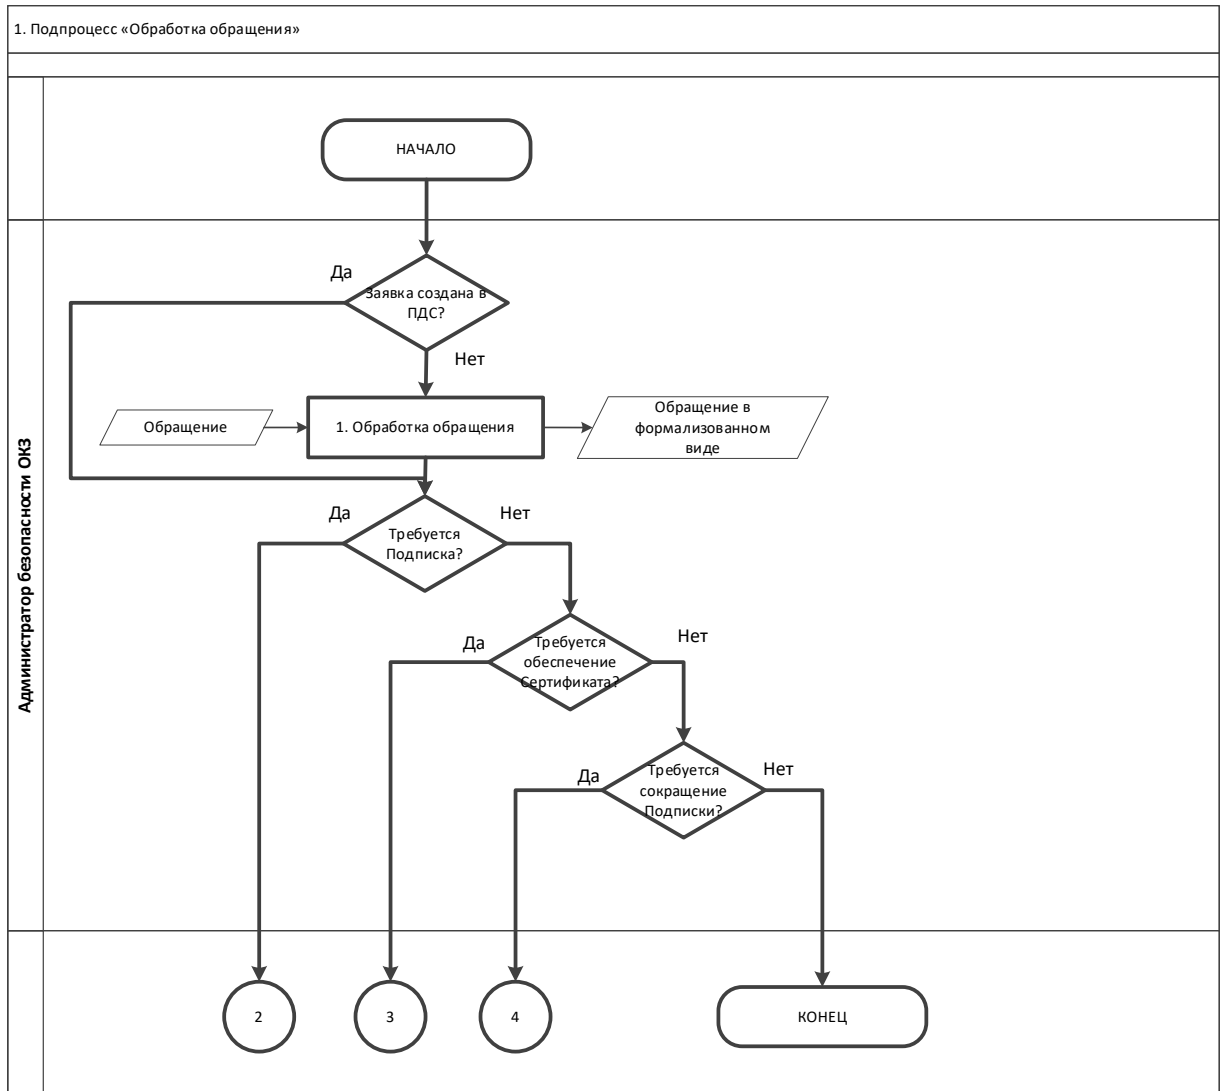 1. Подпроцесс «Обработка обращения»
НАЧАЛО
Администратор безопасности ОКЗ
Да
Заявка создана в
ПДС?
Нет
Обращение
1. Обработка обращения
Обращение в
формализованном
виде
Да
Нет
Требуется
Подписка?
Да
Нет
Требуется
обеспечение
Сертификата?
Да
Нет
Требуется
сокращение
Подписки?
2
3
4
КОНЕЦ